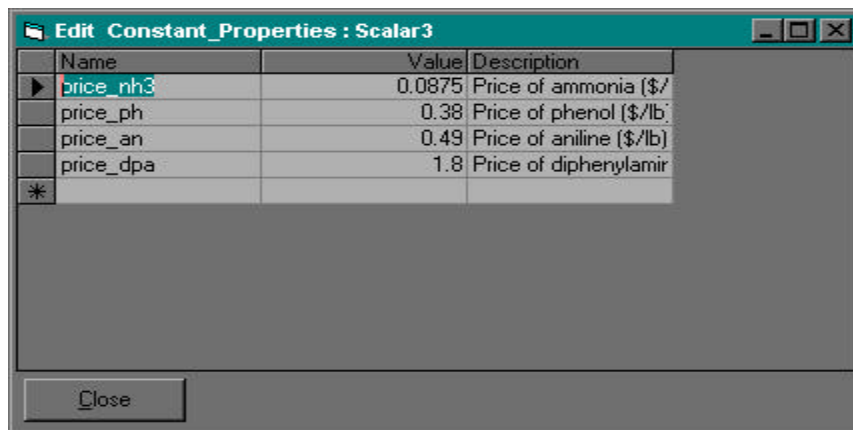 Edit Constant_Properties : Scalar3
Name Value Description
price_nh3 0.0875 Price of ammonia ($/
price_ph 0.38 Price of phenol ($/lb
price_an 0.49 Price of aniline ($/lb)
price_dpa 1.8 Price of diphenylamir
Close